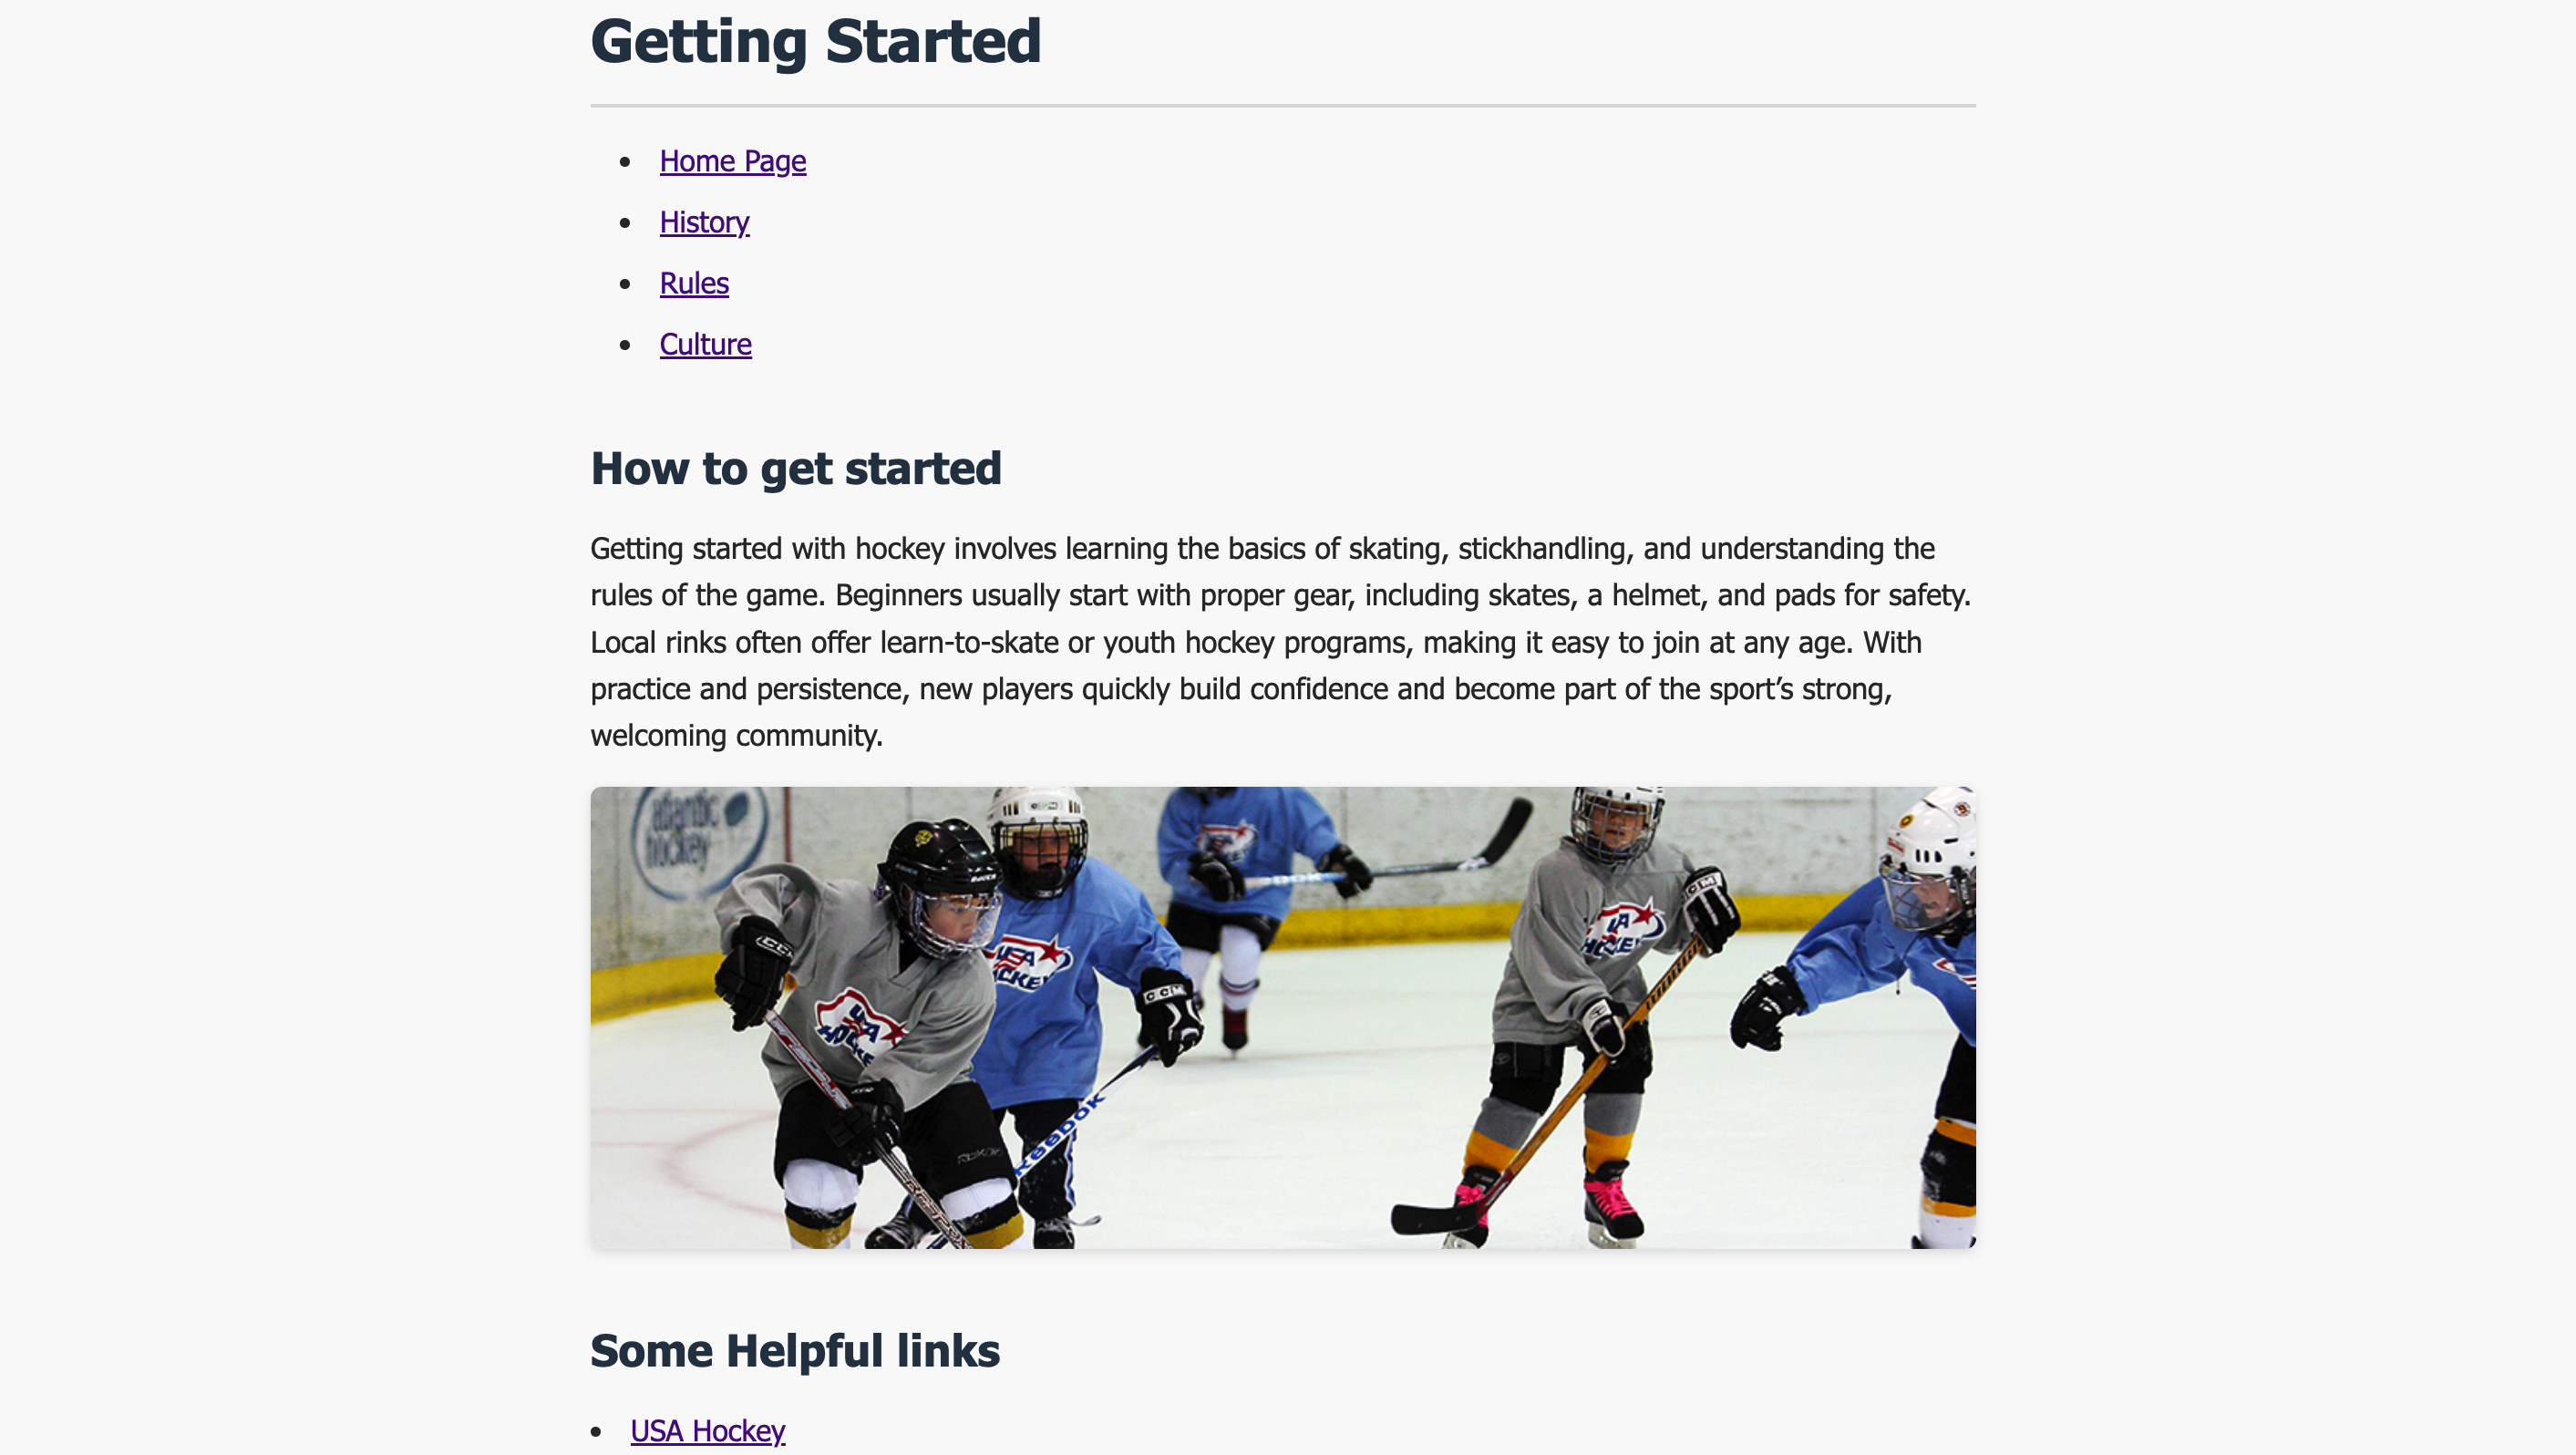 Getting Started
Home Page
History
Rules
Culture
How to get started
Getting started with hockey involves learning the basics of skating, stickhandling, and understanding the
rules of the game. Beginners usually start with proper gear, including skates, a helmet, and pads for safety.
Local rinks often offer learn-to-skate or youth hockey programs, making it easy to join at any age. With
practice and persistence, new players quickly build confidence and become part of the sport’s strong,
welcoming community.
atlantic
hockey
USA
HOCKEY
CCM
REEBOK
Some Helpful links
USA Hockey